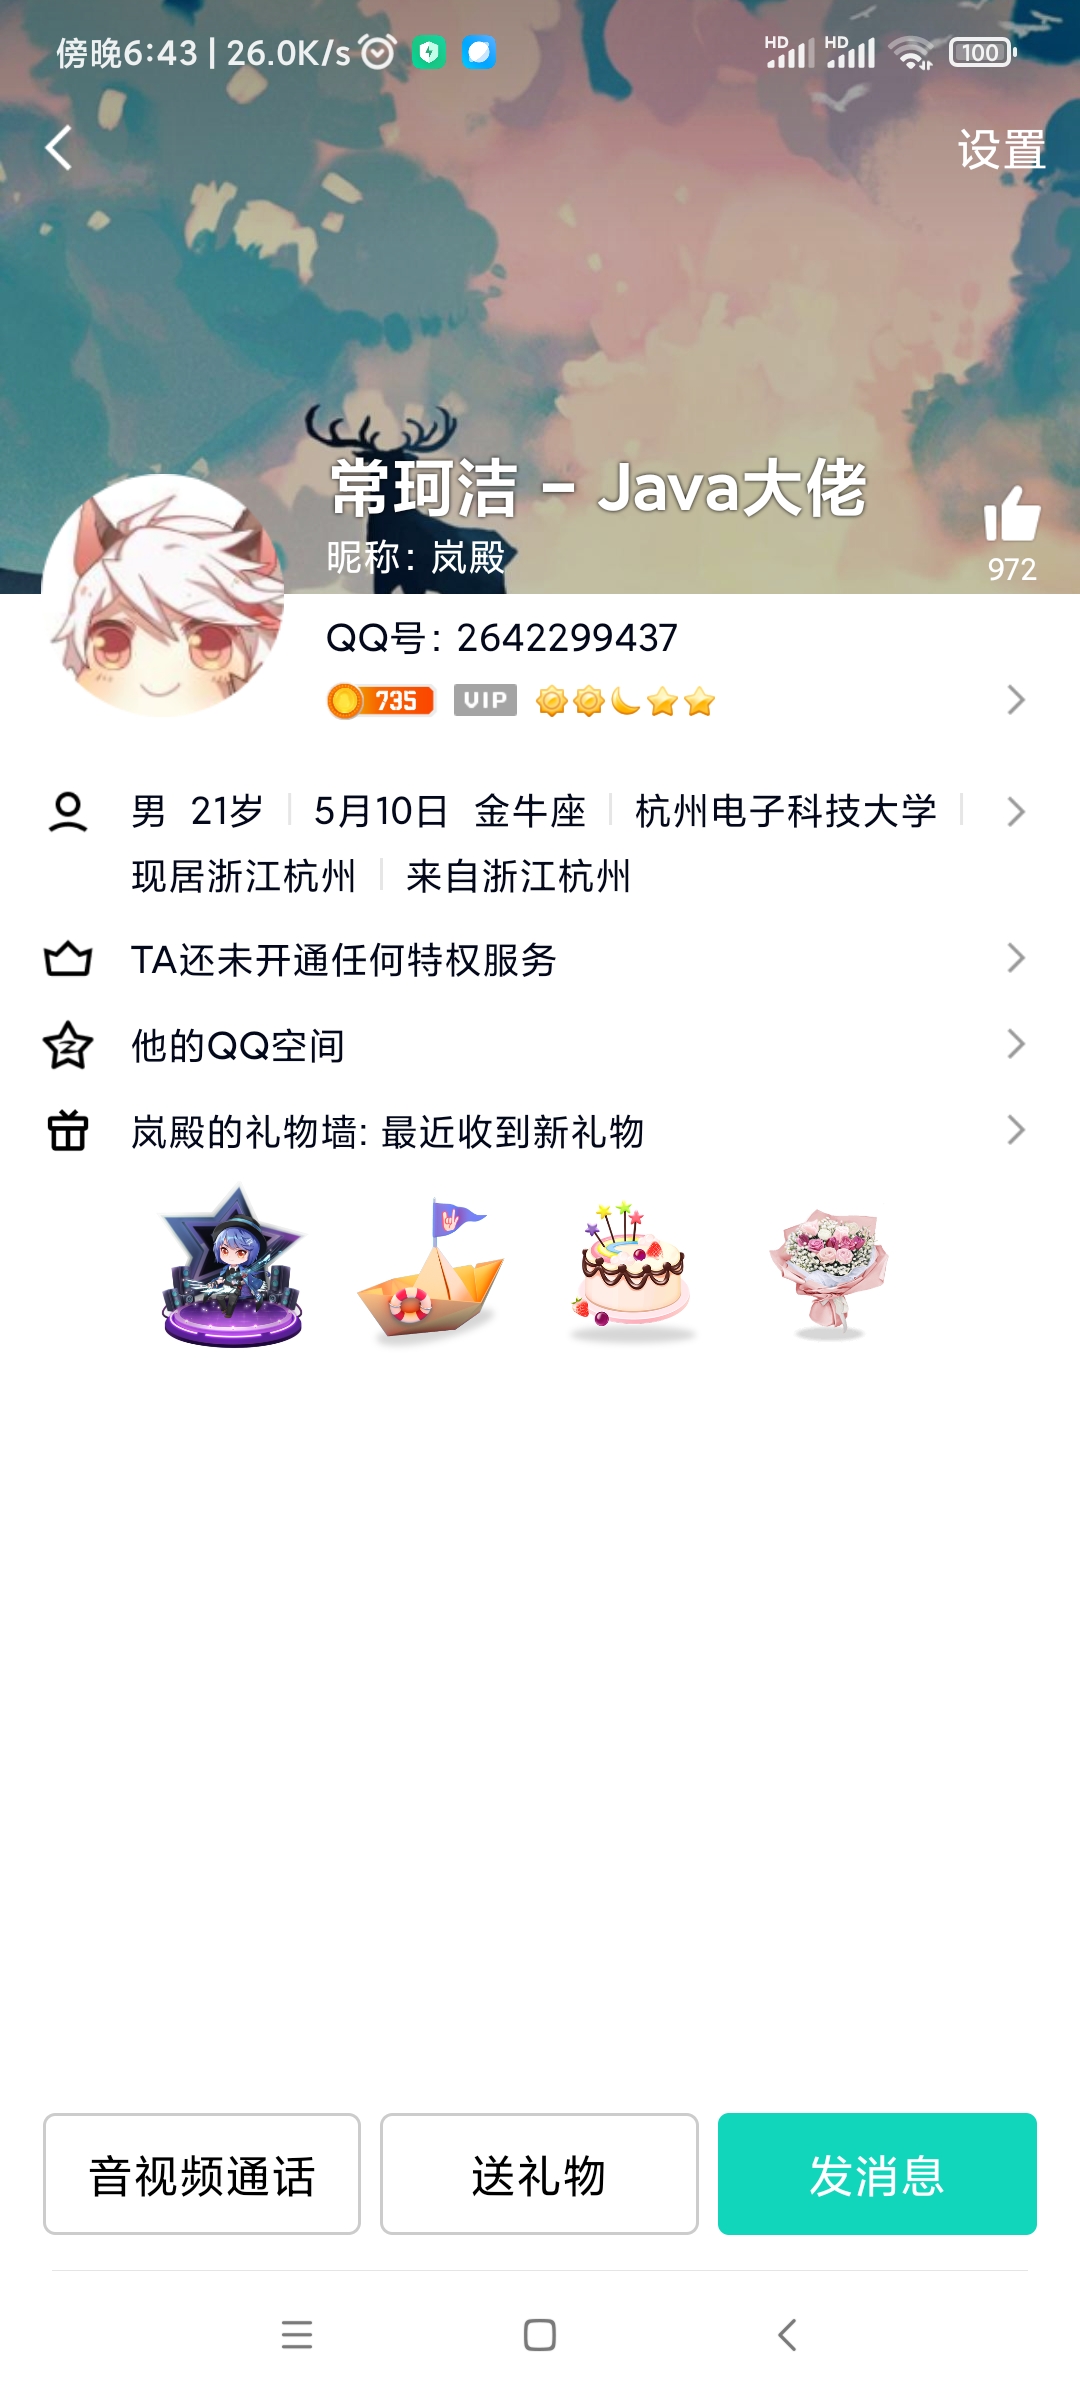 傍晚6:43 | 26.0K/s
HD HD 100
设置
常珂洁 – Java大佬
昵称：岚殿
972
QQ号：2642299437
735 VIP
男 21岁 | 5月10日 金牛座 | 杭州电子科技大学 |
现居浙江杭州 | 来自浙江杭州
TA还未开通任何特权服务
他的QQ空间
岚殿的礼物墙: 最近收到新礼物
音视频通话 送礼物 发消息